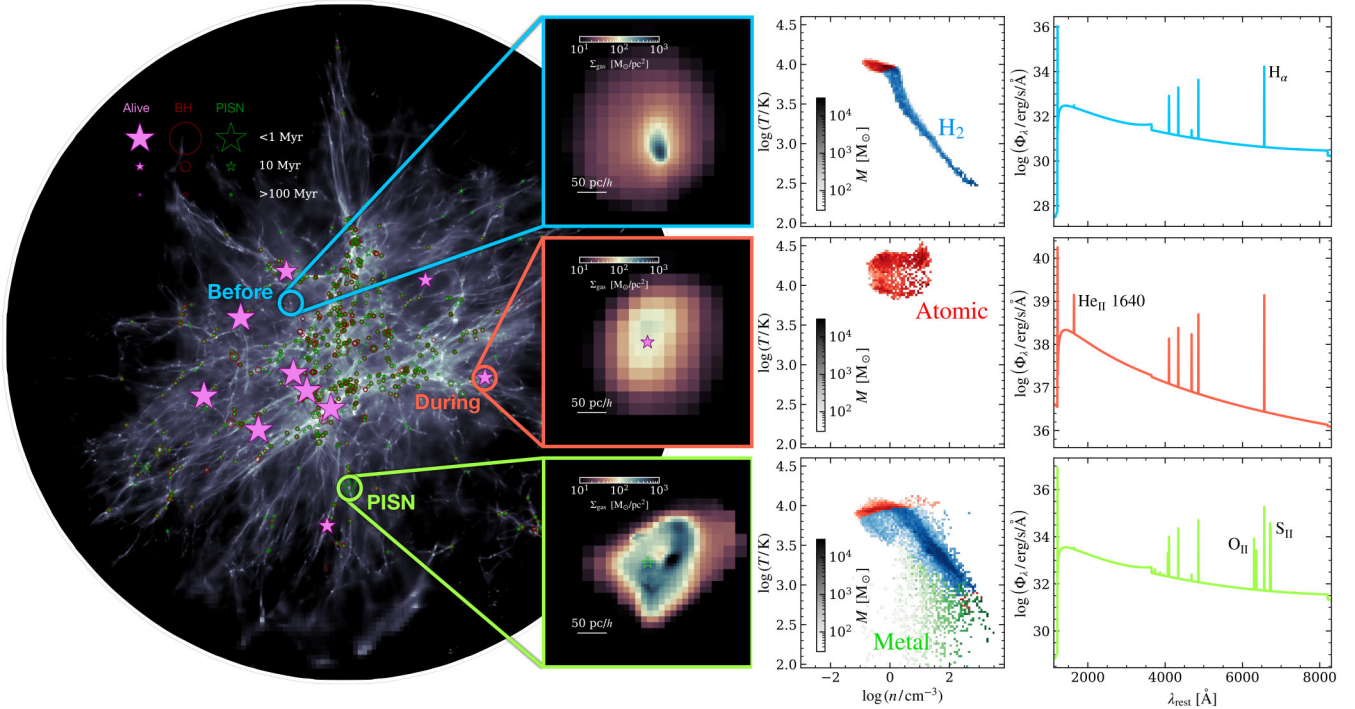 Alive BH PISN
<1 Myr
10 Myr
>100 Myr
Before
During
PISN
10¹ 10² 10³
Σgas [M⊙/pc²]
50 pc/h
10¹ 10² 10³
Σgas [M⊙/pc²]
50 pc/h
10¹ 10² 10³
Σgas [M⊙/pc²]
50 pc/h
log(T/K)
4.5
4.0
3.5
3.0
2.5
2.0
10⁴
10³
10²
M [M⊙]
H₂
log(T/K)
4.5
4.0
3.5
3.0
2.5
2.0
10⁴
10³
10²
M [M⊙]
Atomic
log(T/K)
4.5
4.0
3.5
3.0
2.5
2.0
10⁴
10³
10²
M [M⊙]
Metal
−2 0 2
log(n/cm⁻³)
log(Φλ/erg/s/Å)
36
34
32
30
28
Hα
log(Φλ/erg/s/Å)
40
39
38
37
36
HeII 1640
log(Φλ/erg/s/Å)
36
34
32
30
OII
SII
2000 4000 6000 8000
λrest [Å]